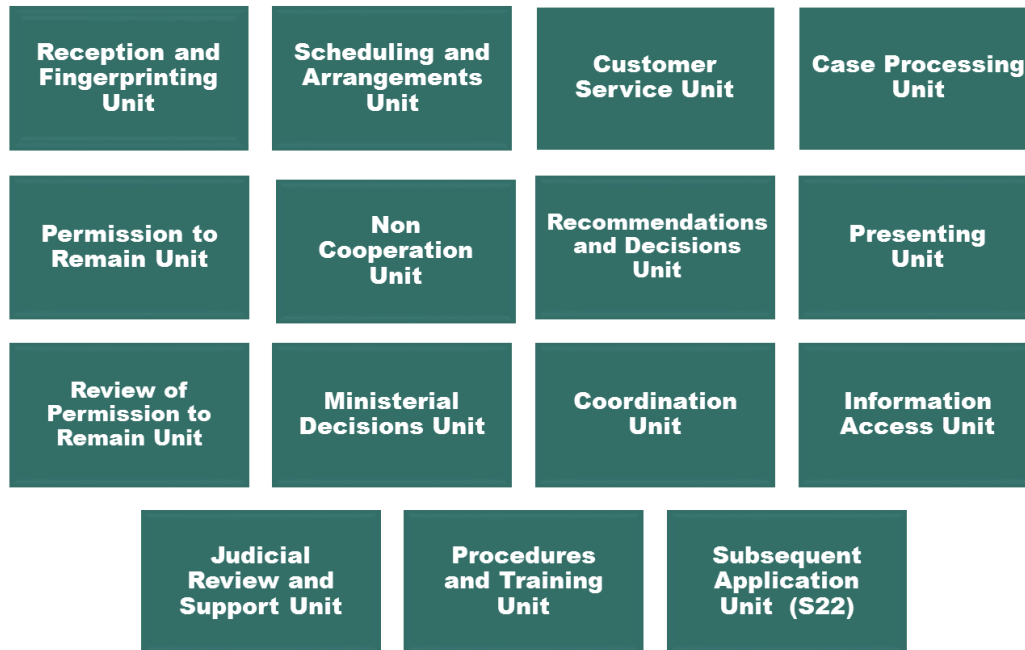 Reception and
Fingerprinting
Unit
Scheduling and
Arrangements
Unit
Customer
Service Unit
Case Processing
Unit
Permission to
Remain Unit
Non
Cooperation
Unit
Recommendations
and Decisions
Unit
Presenting
Unit
Review of
Permission to
Remain Unit
Ministerial
Decisions Unit
Coordination
Unit
Information
Access Unit
Judicial
Review and
Support Unit
Procedures
and Training
Unit
Subsequent
Application
Unit (S22)